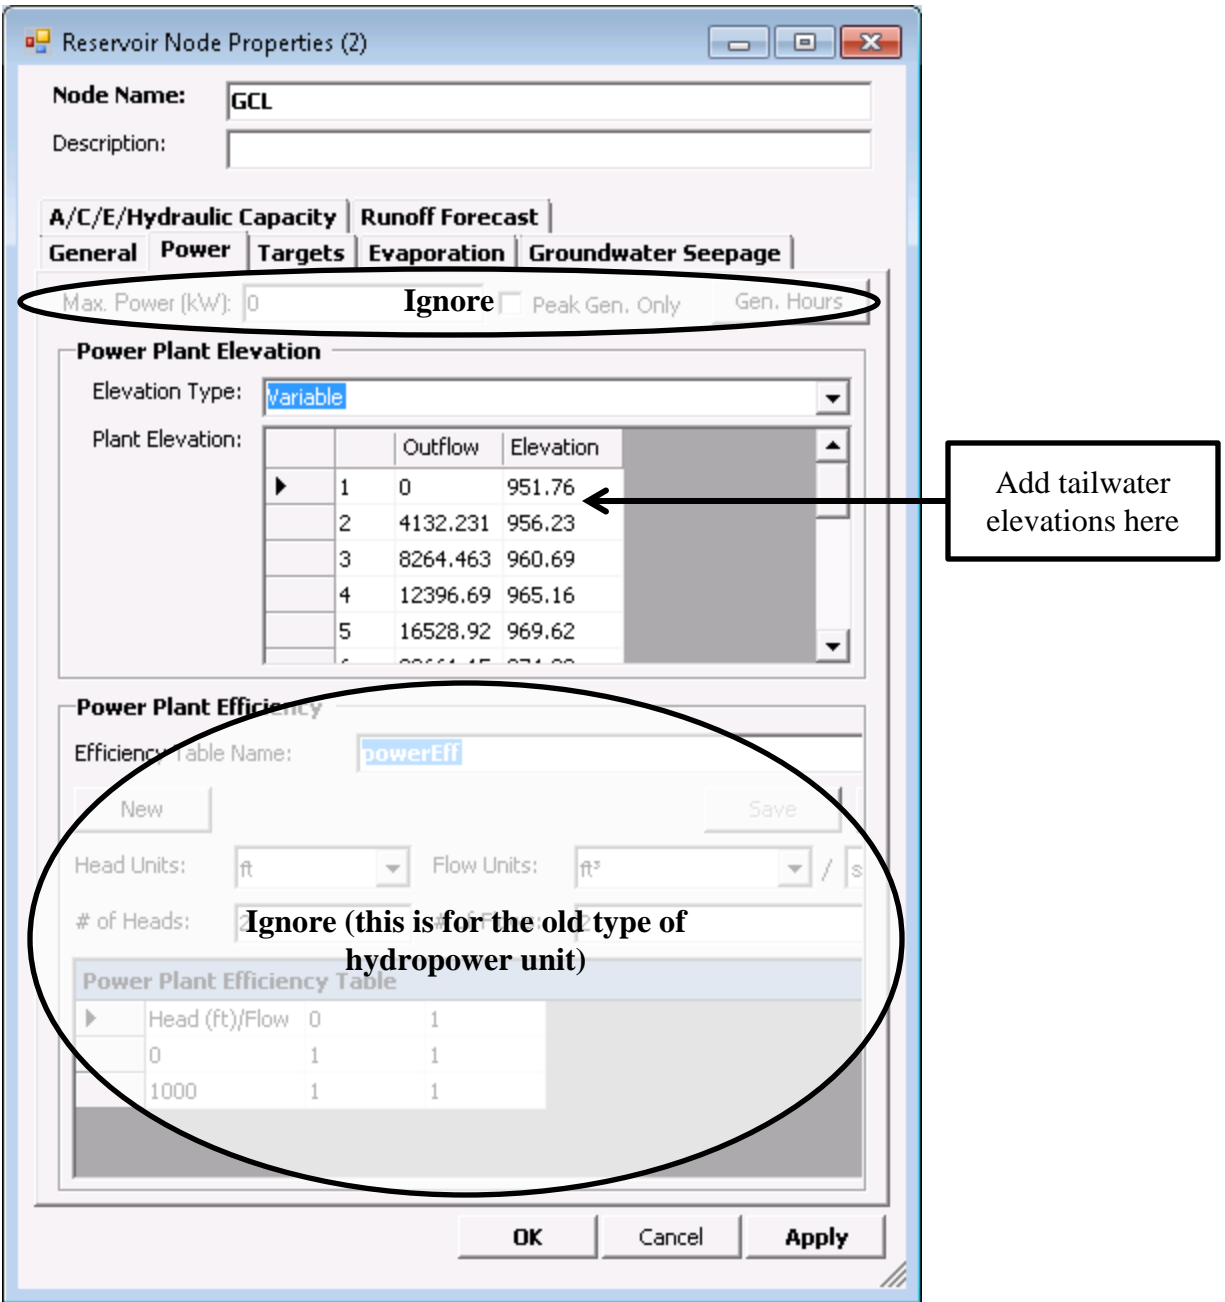 Reservoir Node Properties (2)
Node Name: GCL
Description:
A/C/E/Hydraulic Capacity Runoff Forecast
General Power Targets Evaporation Groundwater Seepage
Max. Power (kW): 0 Ignore Peak Gen. Only Gen. Hours
Power Plant Elevation
Elevation Type: Variable
Plant Elevation:
Outflow Elevation
1 0 951.76
2 4132.231 956.23
3 8264.463 960.69
4 12396.69 965.16
5 16528.92 969.62
Add tailwater
elevations here
Power Plant Efficiency
Efficiency Table Name: powerEff
New Save
Head Units: ft Flow Units: ft³ / s
# of Heads: 2 # of Flows: 2
Ignore (this is for the old type of
hydropower unit)
Power Plant Efficiency Table
Head (ft)/Flow 0 1
0 1 1
1000 1 1
OK Cancel Apply